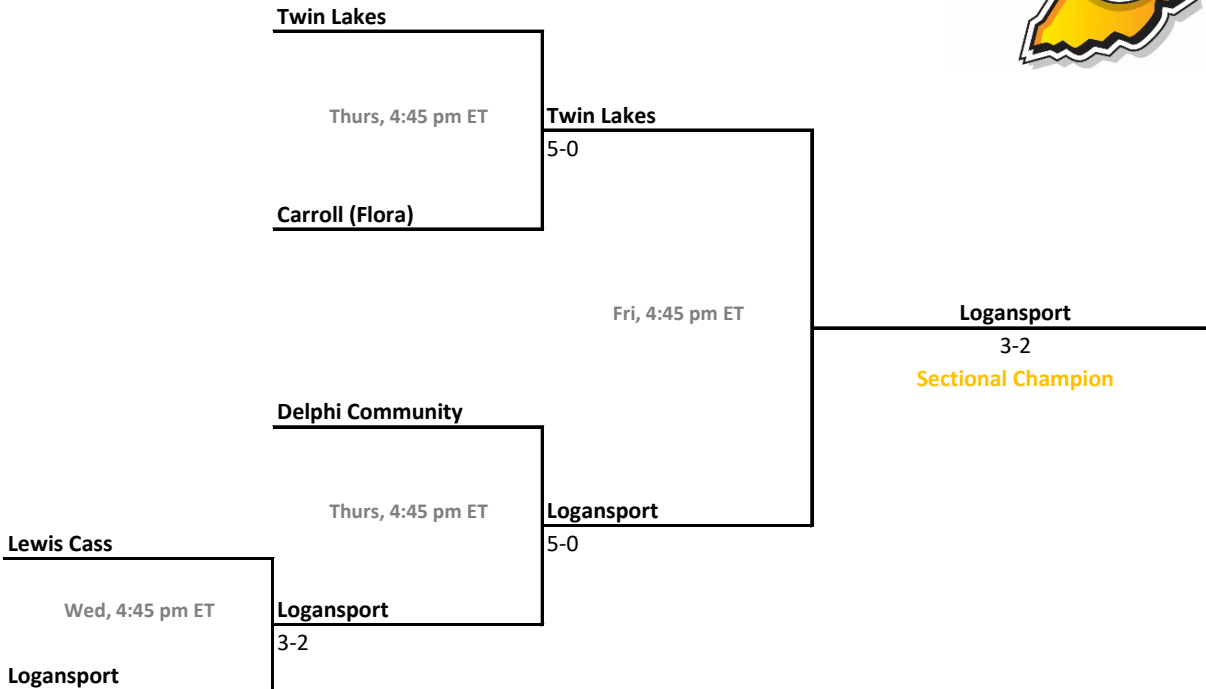 Twin Lakes
Thurs, 4:45 pm ET
Twin Lakes
5-0
Carroll (Flora)
Fri, 4:45 pm ET
Logansport
3-2
Sectional Champion
Delphi Community
Thurs, 4:45 pm ET
Logansport
5-0
Lewis Cass
Wed, 4:45 pm ET
Logansport
3-2
Logansport